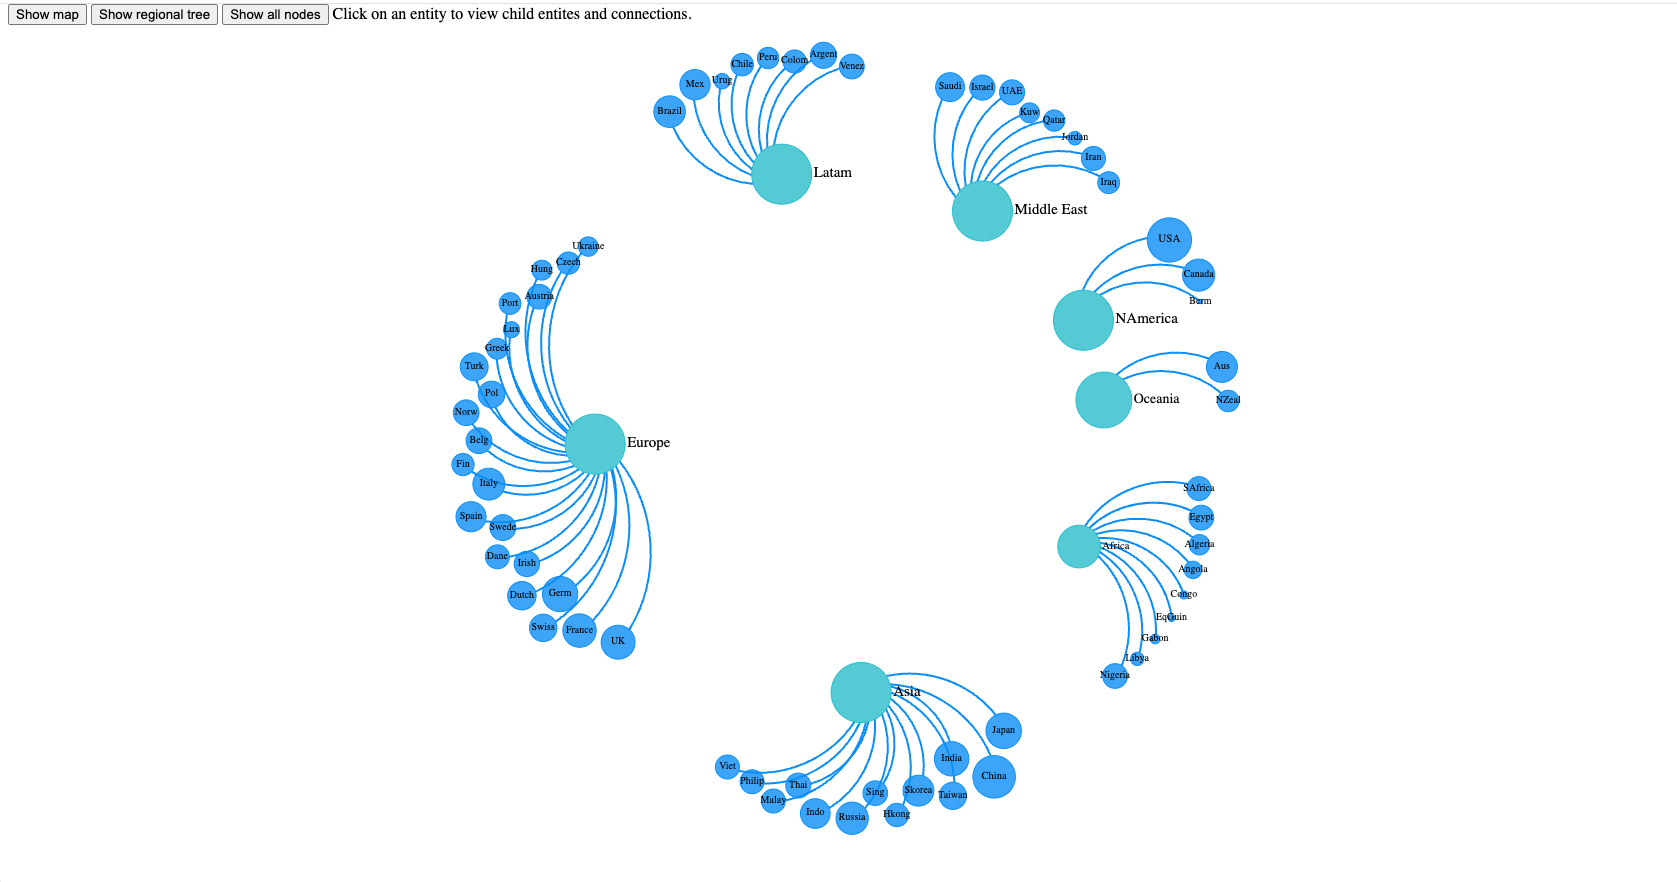 Show map Show regional tree Show all nodes Click on an entity to view child entites and connections.
Brazil
Mex
Urug
Chile
Peru
Colom
Argent
Venez
Latam
Saudi
Israel
UAE
Kuw
Qatar
Jordan
Iran
Iraq
Middle East
USA
Canada
Berm
NAmerica
Aus
NZeal
Oceania
Ukraine
Czech
Hung
Austria
Port
Lux
Greek
Turk
Pol
Norw
Belg
Fin
Italy
Spain
Swede
Dane
Irish
Dutch
Germ
Swiss
France
UK
Europe
SAfrica
Egypt
Algeria
Angola
Congo
EqGuin
Gabon
Libya
Nigeria
Africa
Asia
Japan
China
India
Taiwan
Skorea
Hkong
Sing
Russia
Indo
Thai
Malay
Philip
Viet